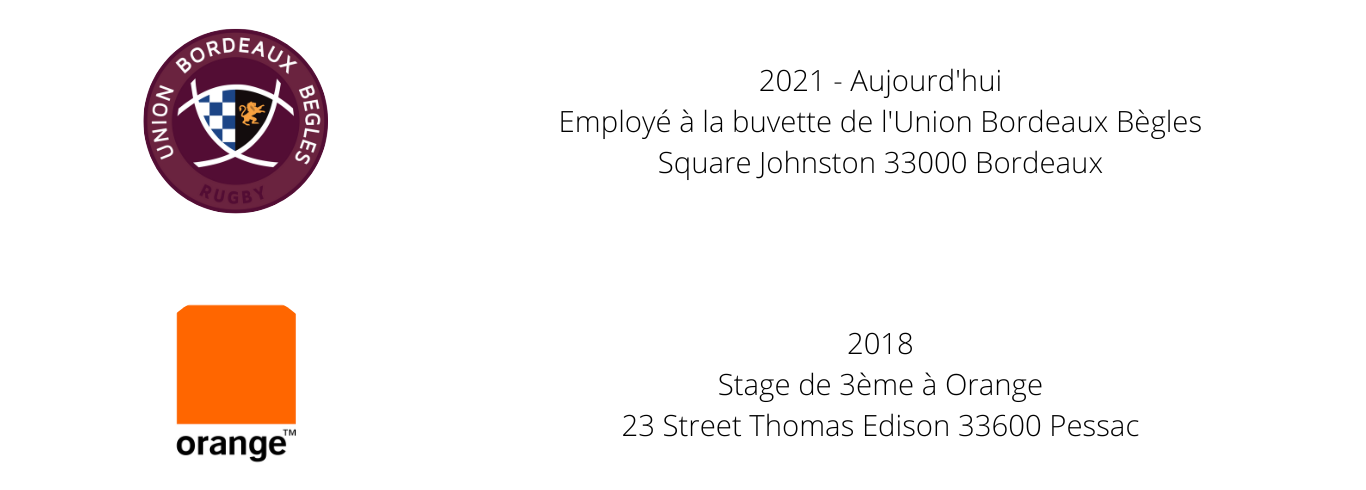 UNION BORDEAUX BEGLES
RUGBY
2021 - Aujourd'hui
Employé à la buvette de l'Union Bordeaux Bègles
Square Johnston 33000 Bordeaux
orange™
2018
Stage de 3ème à Orange
23 Street Thomas Edison 33600 Pessac